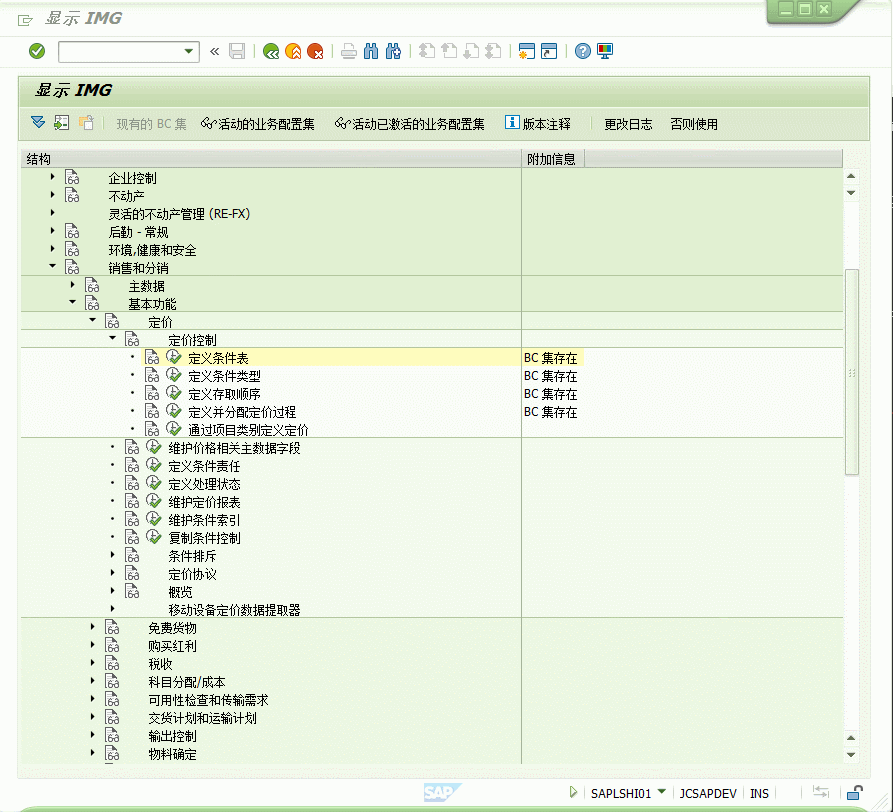 显示 IMG
显示 IMG
现有的 BC 集 活动的业务配置集 活动已激活的业务配置集 版本注释 更改日志 否则使用
结构 附加信息
企业控制
不动产
灵活的不动产管理 (RE-FX)
后勤 - 常规
环境,健康和安全
销售和分销
主数据
基本功能
定价
定价控制
定义条件表 BC 集存在
定义条件类型 BC 集存在
定义存取顺序 BC 集存在
定义并分配定价过程 BC 集存在
通过项目类别定义定价
维护价格相关主数据字段
定义条件责任
定义处理状态
维护定价报表
维护条件索引
复制条件控制
条件排斥
定价协议
概览
移动设备定价数据提取器
免费货物
购买红利
税收
科目分配/成本
可用性检查和传输需求
交货计划和运输计划
输出控制
物料确定
SAP SAPLSHI01 JCSAPDEV INS